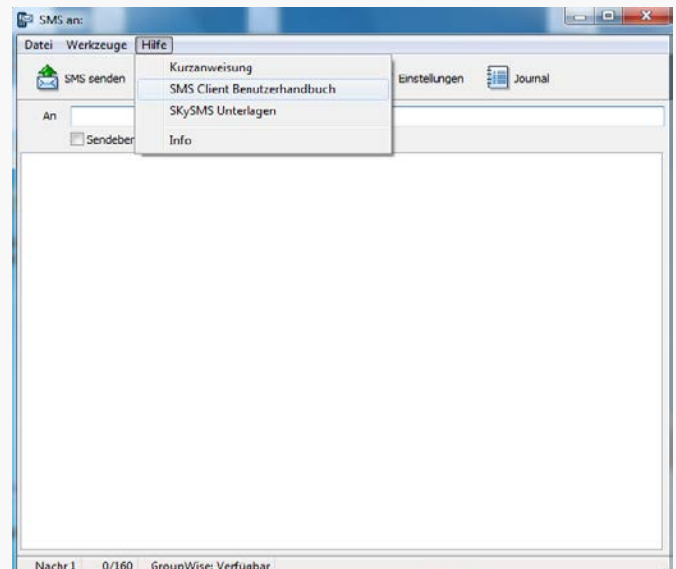 SMS an:
Datei Werkzeuge Hilfe
SMS senden
Kurzanweisung
SMS Client Benutzerhandbuch
SKySMS Unterlagen
Info
Einstellungen
Journal
An
Sendeber
Nachr 1 0/160 GroupWise: Verfügbar